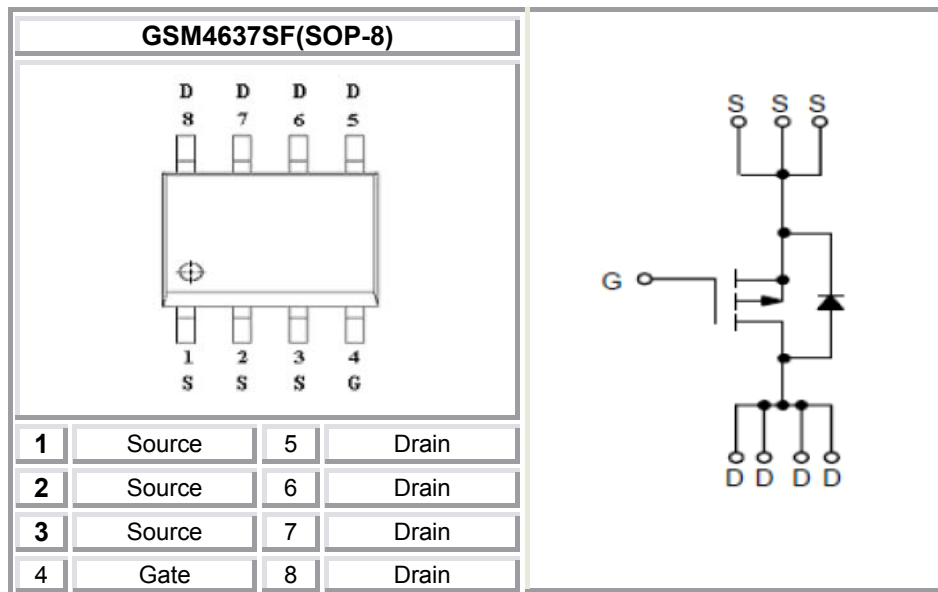 GSM4637SF(SOP-8)
D D D D
8 7 6 5
1 2 3 4
S S S G
1 Source 5 Drain
2 Source 6 Drain
3 Source 7 Drain
4 Gate 8 Drain
S S S
G
D D D D